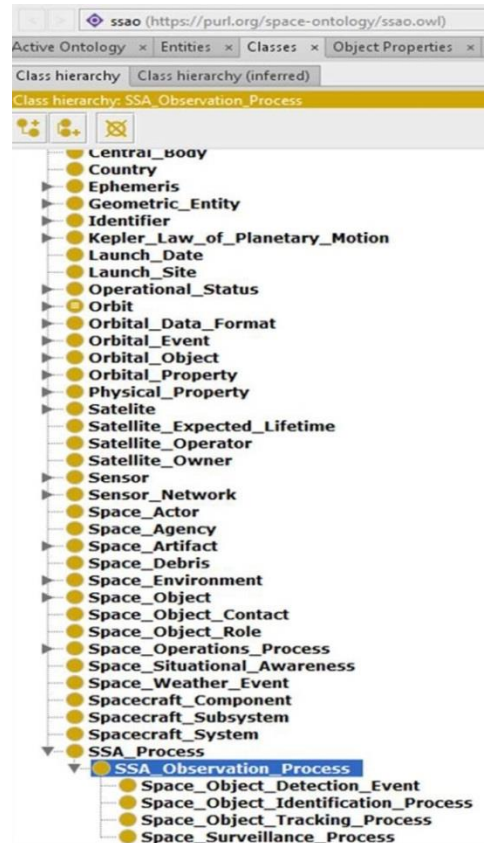 ssao (https://purl.org/space-ontology/ssao.owl)
Active Ontology × Entities × Classes × Object Properties ×
Class hierarchy Class hierarchy (inferred)
Class hierarchy: SSA_Observation_Process
Central_Body
Country
Ephemeris
Geometric_Entity
Identifier
Kepler_Law_of_Planetary_Motion
Launch_Date
Launch_Site
Operational_Status
Orbit
Orbital_Data_Format
Orbital_Event
Orbital_Object
Orbital_Property
Physical_Property
Satelite
Satellite_Expected_Lifetime
Satellite_Operator
Satellite_Owner
Sensor
Sensor_Network
Space_Actor
Space_Agency
Space_Artifact
Space_Debris
Space_Environment
Space_Object
Space_Object_Contact
Space_Object_Role
Space_Operations_Process
Space_Situational_Awareness
Space_Weather_Event
Spacecraft_Component
Spacecraft_Subsystem
Spacecraft_System
SSA_Process
SSA_Observation_Process
Space_Object_Detection_Event
Space_Object_Identification_Process
Space_Object_Tracking_Process
Space_Surveillance_Process